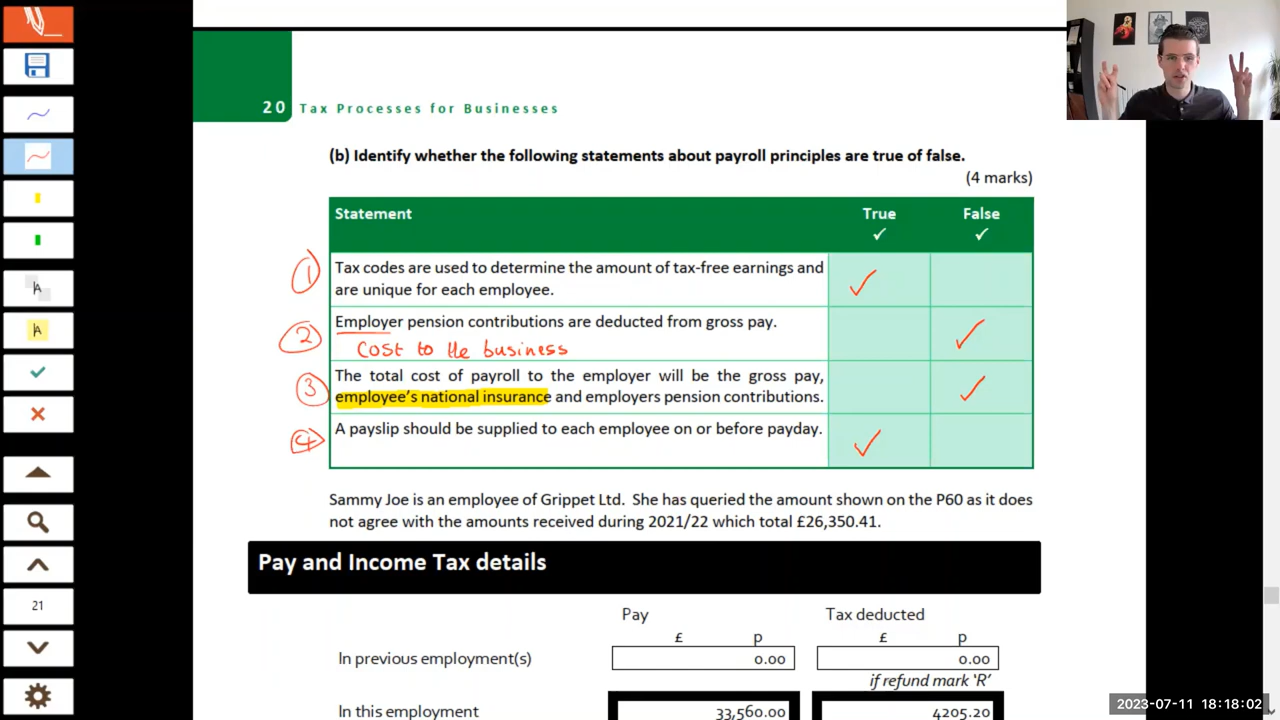 20 Tax Processes for Businesses
(b) Identify whether the following statements about payroll principles are true of false.
(4 marks)
Statement True False
✓ ✓
1 Tax codes are used to determine the amount of tax-free earnings and
are unique for each employee.
2 Employer pension contributions are deducted from gross pay.
Cost to the business
3 The total cost of payroll to the employer will be the gross pay,
employee's national insurance and employers pension contributions.
4 A payslip should be supplied to each employee on or before payday.
Sammy Joe is an employee of Grippet Ltd. She has queried the amount shown on the P60 as it does
not agree with the amounts received during 2021/22 which total £26,350.41.
Pay and Income Tax details
Pay Tax deducted
£ p £ p
In previous employment(s) 0.00 0.00
if refund mark 'R'
In this employment 33,560.00 4205.20
A
A
21
2023-07-11 18:18:02